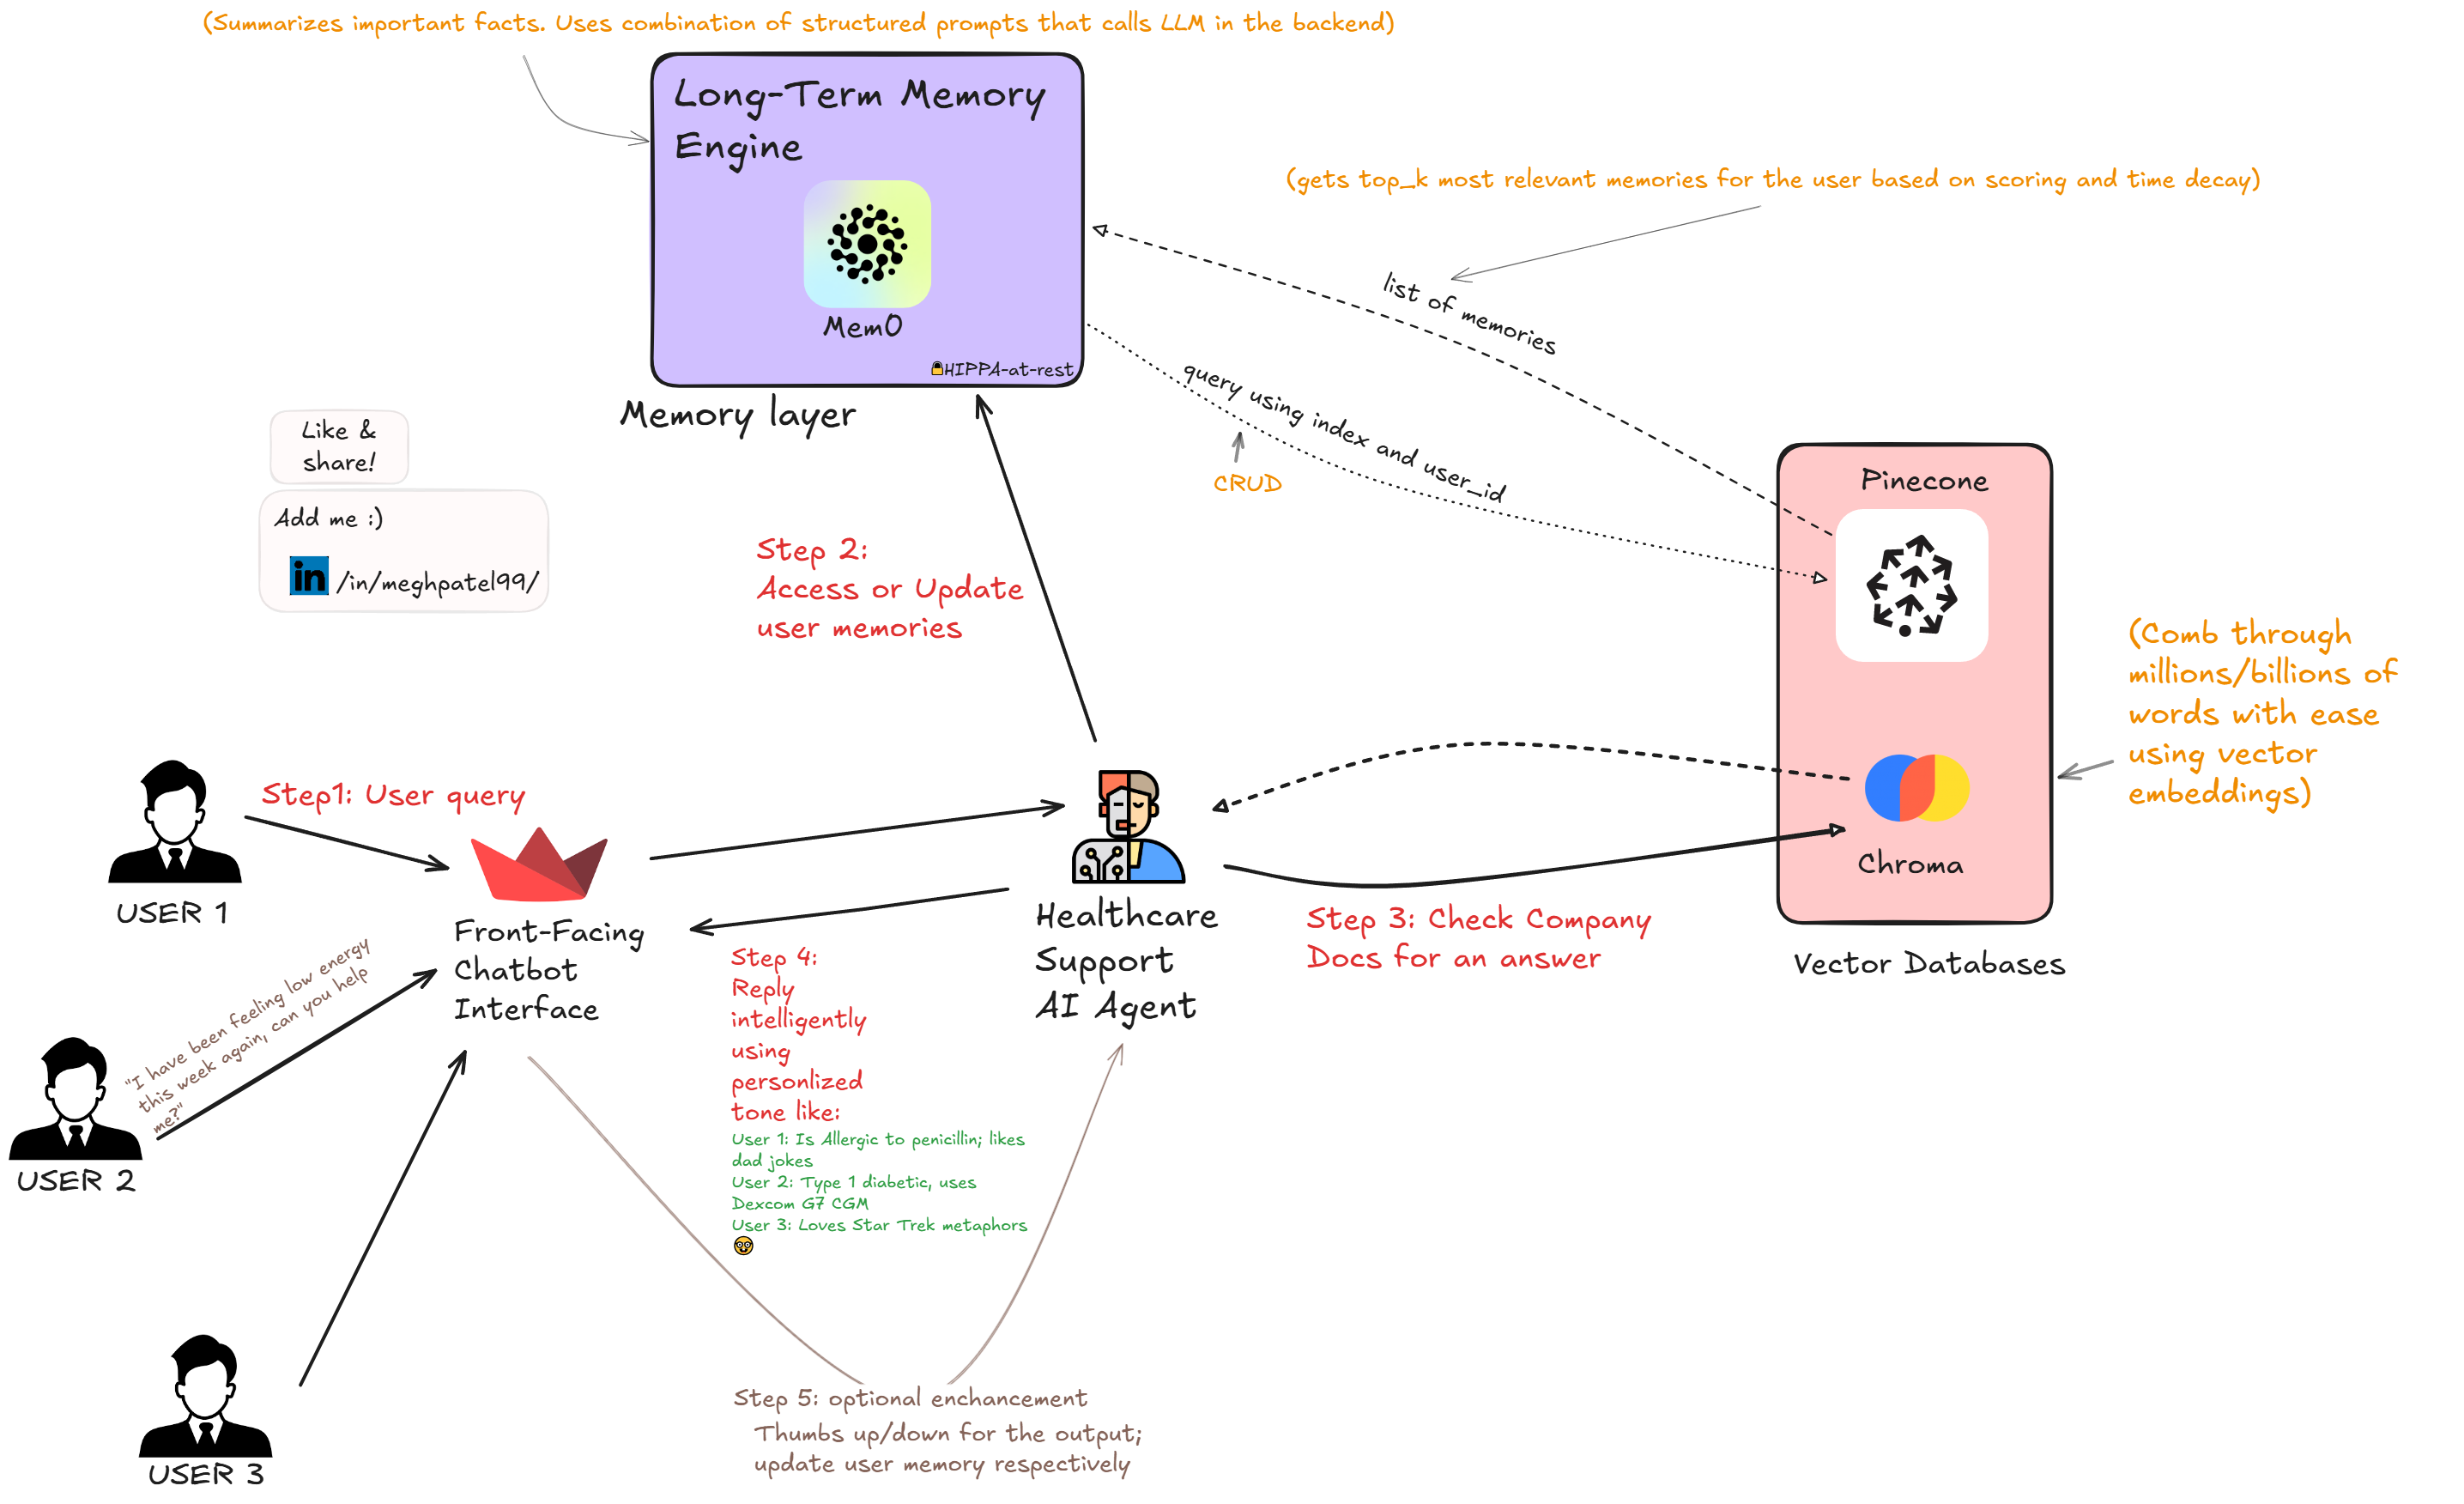 (Summarizes important facts. Uses combination of structured prompts that calls LLM in the backend)
Long-Term Memory
Engine
Mem0
HIPPA-at-rest
Memory layer
(gets top_k most relevant memories for the user based on scoring and time decay)
list of memories
query using index and user_id
CRUD
Like &
share!
Add me :)
in /in/meghpatel99/
Step 2:
Access or Update
user memories
Pinecone
Chroma
Vector Databases
(Comb through
millions/billions of
words with ease
using vector
embeddings)
Step1: User query
USER 1
Front-Facing
Chatbot
Interface
Healthcare
Support
AI Agent
Step 3: Check Company
Docs for an answer
"I have been feeling low energy
this week again, can you help
me?"
USER 2
Step 4:
Reply
intelligently
using
personlized
tone like:
User 1: Is Allergic to penicillin; likes
dad jokes
User 2: Type 1 diabetic, uses
Dexcom G7 CGM
User 3: Loves Star Trek metaphors
USER 3
Step 5: optional enchancement
Thumbs up/down for the output;
update user memory respectively